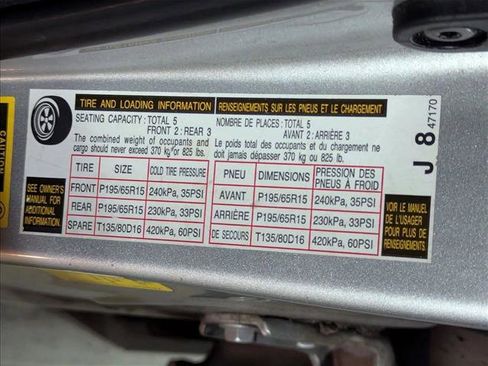 TIRE AND LOADING INFORMATION
SEATING CAPACITY: TOTAL 5
FRONT 2 : REAR 3
The combined weight of occupants and
cargo should never exceed 370 kg or 825 lbs.
TIRE SIZE COLD TIRE PRESSURE
FRONT P195/65R15 240kPa, 35PSI
REAR P195/65R15 230kPa, 33PSI
SPARE T135/80D16 420kPa, 60PSI
SEE OWNER'S
MANUAL FOR
ADDITIONAL
INFORMATION.
RENSEIGNEMENTS SUR LES PNEUS ET LE CHARGEMENT
NOMBRE DE PLACES: TOTAL 5
AVANT 2 : ARRIÈRE 3
Le poids total des occupants et du chargement ne
doit jamais dépasser 370 kg ou 825 lb.
PNEU DIMENSIONS PRESSION DES
PNEUS À FROID
AVANT P195/65R15 240kPa, 35PSI
ARRIÈRE P195/65R15 230kPa, 33PSI
DE SECOURS T135/80D16 420kPa, 60PSI
VOIR LE MANUEL
DE L'USAGER
POUR PLUS DE
RENSEIGNEMENTS
J 8 47170
CAUTION